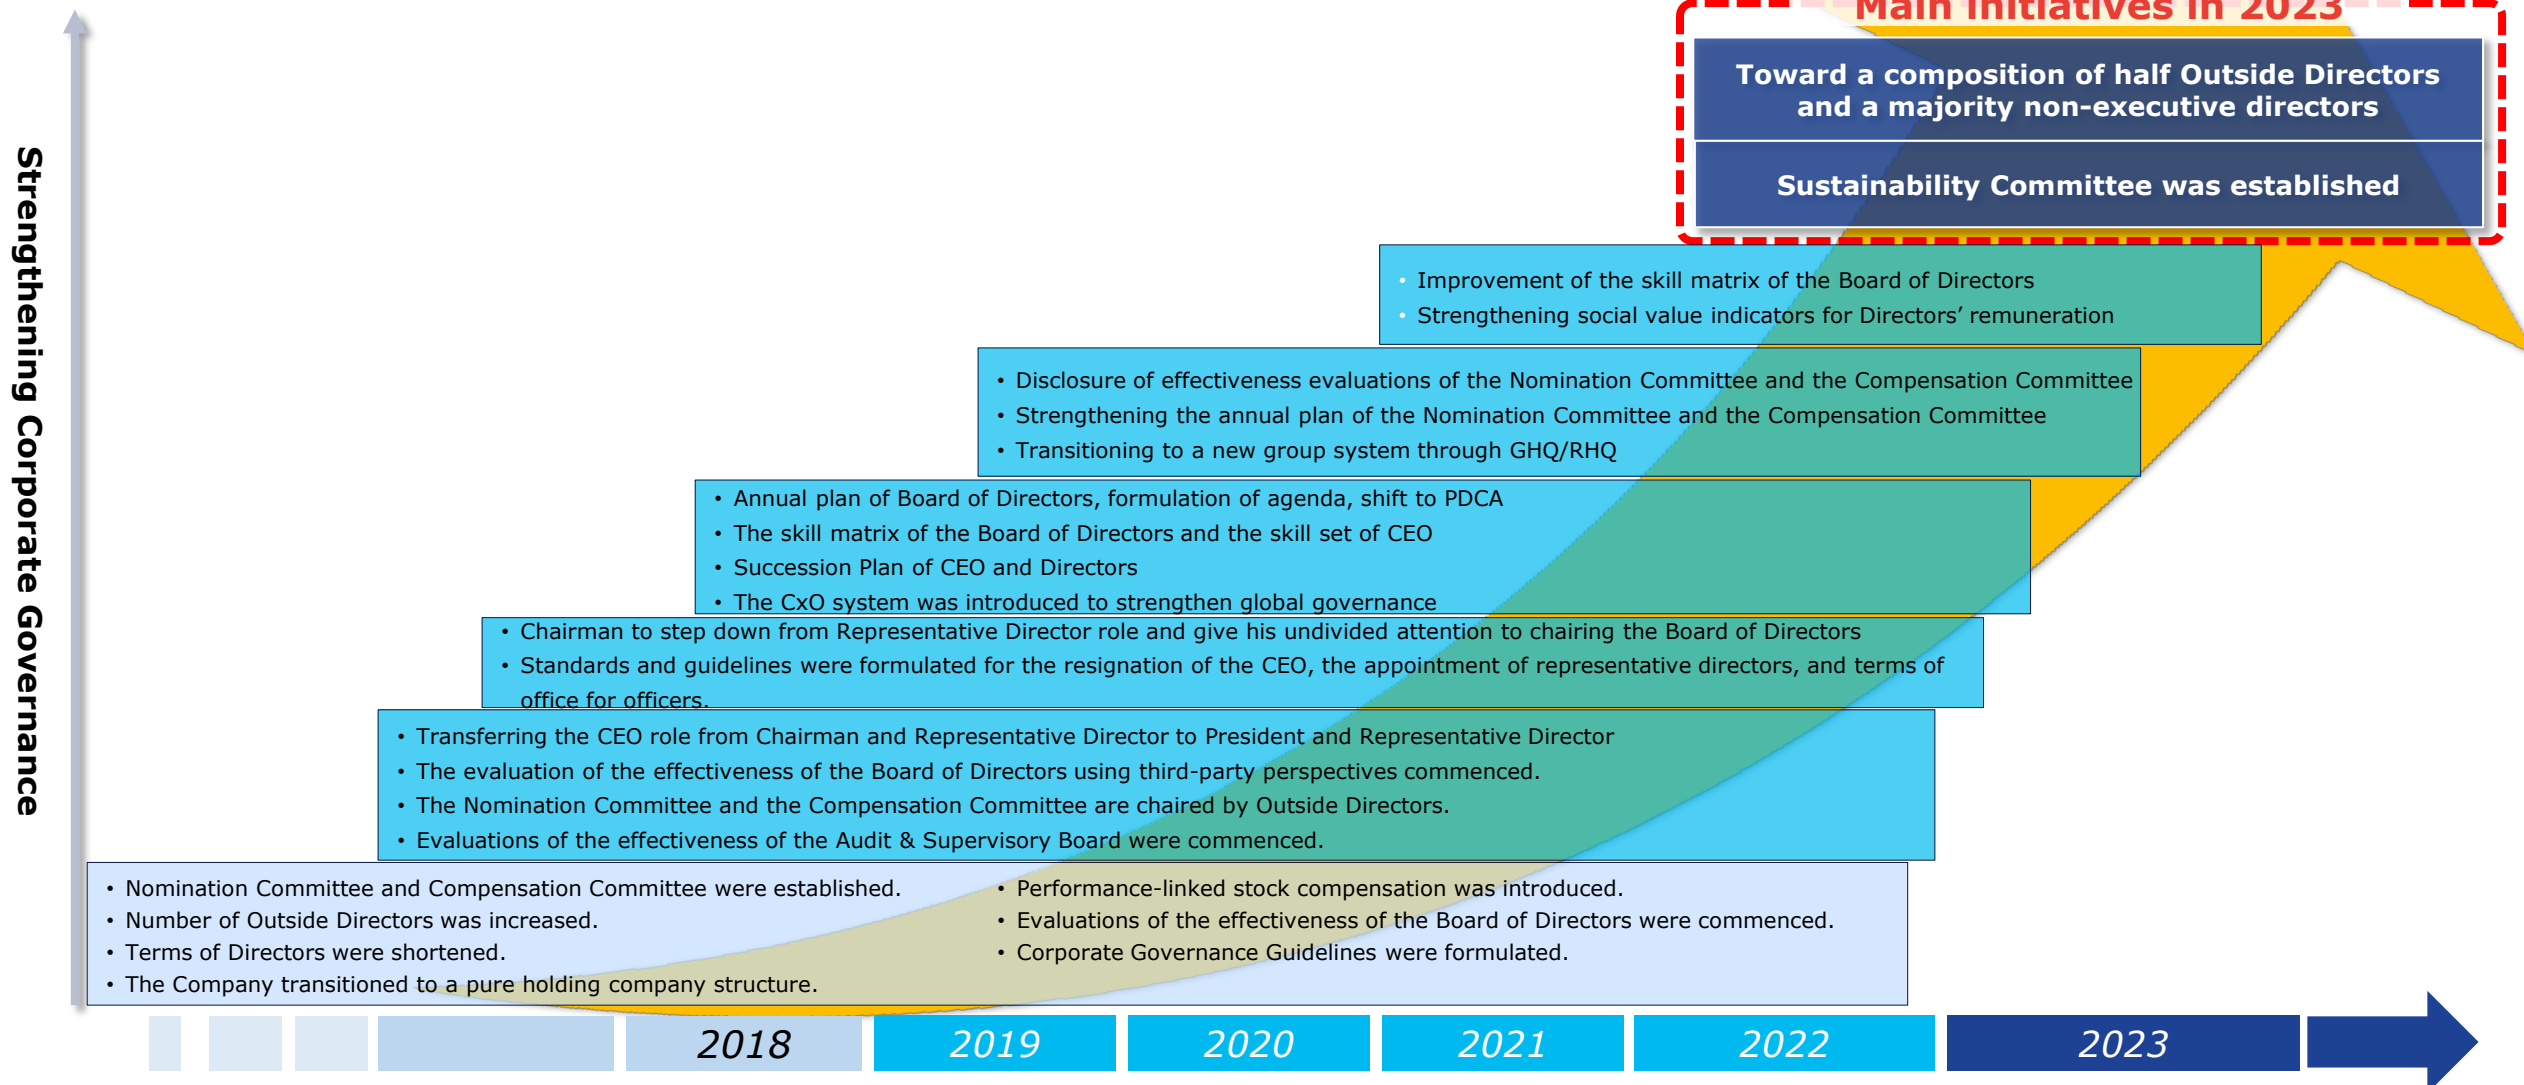 Main Initiatives in 2023
Toward a composition of half Outside Directors
and a majority non-executive directors
Sustainability Committee was established
Strengthening Corporate Governance
• Improvement of the skill matrix of the Board of Directors
• Strengthening social value indicators for Directors’ remuneration
• Disclosure of effectiveness evaluations of the Nomination Committee and the Compensation Committee
• Strengthening the annual plan of the Nomination Committee and the Compensation Committee
• Transitioning to a new group system through GHQ/RHQ
• Annual plan of Board of Directors, formulation of agenda, shift to PDCA
• The skill matrix of the Board of Directors and the skill set of CEO
• Succession Plan of CEO and Directors
• The CxO system was introduced to strengthen global governance
• Chairman to step down from Representative Director role and give his undivided attention to chairing the Board of Directors
• Standards and guidelines were formulated for the resignation of the CEO, the appointment of representative directors, and terms of
office for officers.
• Transferring the CEO role from Chairman and Representative Director to President and Representative Director
• The evaluation of the effectiveness of the Board of Directors using third-party perspectives commenced.
• The Nomination Committee and the Compensation Committee are chaired by Outside Directors.
• Evaluations of the effectiveness of the Audit & Supervisory Board were commenced.
• Nomination Committee and Compensation Committee were established.
• Number of Outside Directors was increased.
• Terms of Directors were shortened.
• The Company transitioned to a pure holding company structure.
• Performance-linked stock compensation was introduced.
• Evaluations of the effectiveness of the Board of Directors were commenced.
• Corporate Governance Guidelines were formulated.
2018
2019
2020
2021
2022
2023